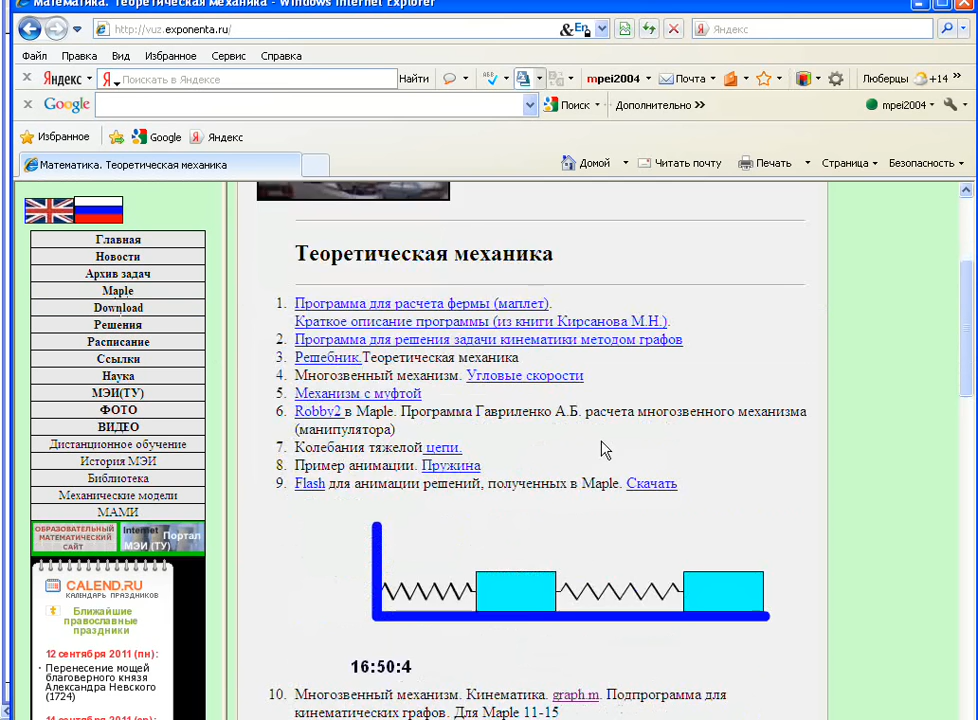 Математика. Теоретическая механика - Windows Internet Explorer
http://vuz.exponenta.ru/
En
Яндекс
Файл Правка Вид Избранное Сервис Справка
Яндекс Я Поискать в Яндексе Найти mpei2004 Почта Люберцы +14
Google Поиск Дополнительно mpei2004
Избранное Google Яндекс
Математика. Теоретическая механика Домой Читать почту Печать Страница Безопасность
Главная
Новости
Архив задач
Maple
Download
Решения
Расписание
Ссылки
Наука
МЭИ(ТУ)
ФОТО
ВИДЕО
Дистанционное обучение
История МЭИ
Библиотека
Механические модели
МАМИ
ОБРАЗОВАТЕЛЬНЫЙ
МАТЕМАТИЧЕСКИЙ
САЙТ
Internet
Портал
МЭИ (ТУ)
CALEND.RU
КАЛЕНДАРЬ ПРАЗДНИКОВ
Ближайшие
православные
праздники
12 сентября 2011 (пн):
Перенесение мощей
благоверного князя
Александра Невского
(1724)
14 сентября 2011 (ср):
Теоретическая механика
1. Программа для расчета фермы (маплет).
Краткое описание программы (из книги Кирсанова М.Н.).
2. Программа для решения задачи кинематики методом графов
3. Решебник.Теоретическая механика
4. Многозвенный механизм. Угловые скорости
5. Механизм с муфтой
6. Robby2 в Maple. Программа Гавриленко А.Б. расчета многозвенного механизма
(манипулятора)
7. Колебания тяжелой цепи.
8. Пример анимации. Пружина
9. Flash для анимации решений, полученных в Maple. Скачать
16:50:4
10. Многозвенный механизм. Кинематика. graph.m. Подпрограмма для
кинематических графов. Для Maple 11-15